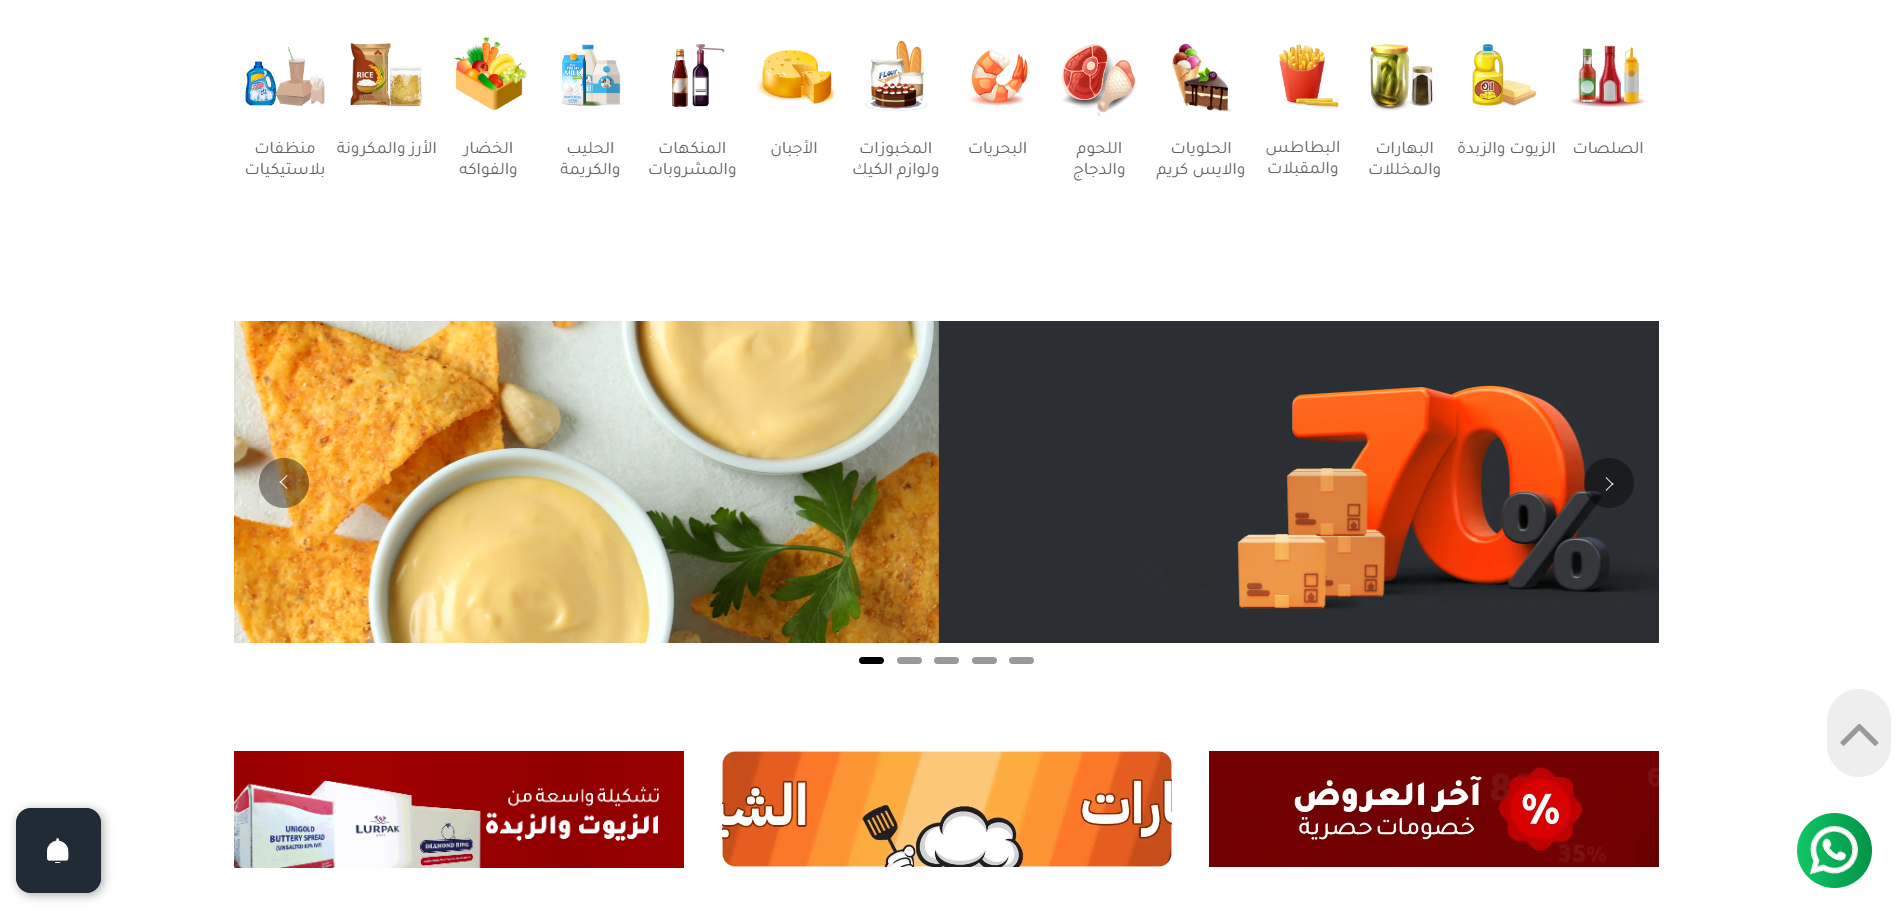 الصلصات
الزيوت والزبدة
البهارات
والمخللات
البطاطس
والمقبلات
الحلويات
والايس كريم
اللحوم
والدجاج
البحريات
المخبوزات
ولوازم الكيك
الأجبان
المنكهات
والمشروبات
الحليب
والكريمة
الخضار
والفواكه
الأرز والمكرونة
منظفات
بلاستيكيات
Oil
FLOUR
MILK
RICE
70%
%
آخر العروض
خصومات حصرية
35%
تشكيلة واسعة من
الزيوت والزبدة
UNIGOLD
BUTTERY SPREAD
LURPAK
DIAMOND RING